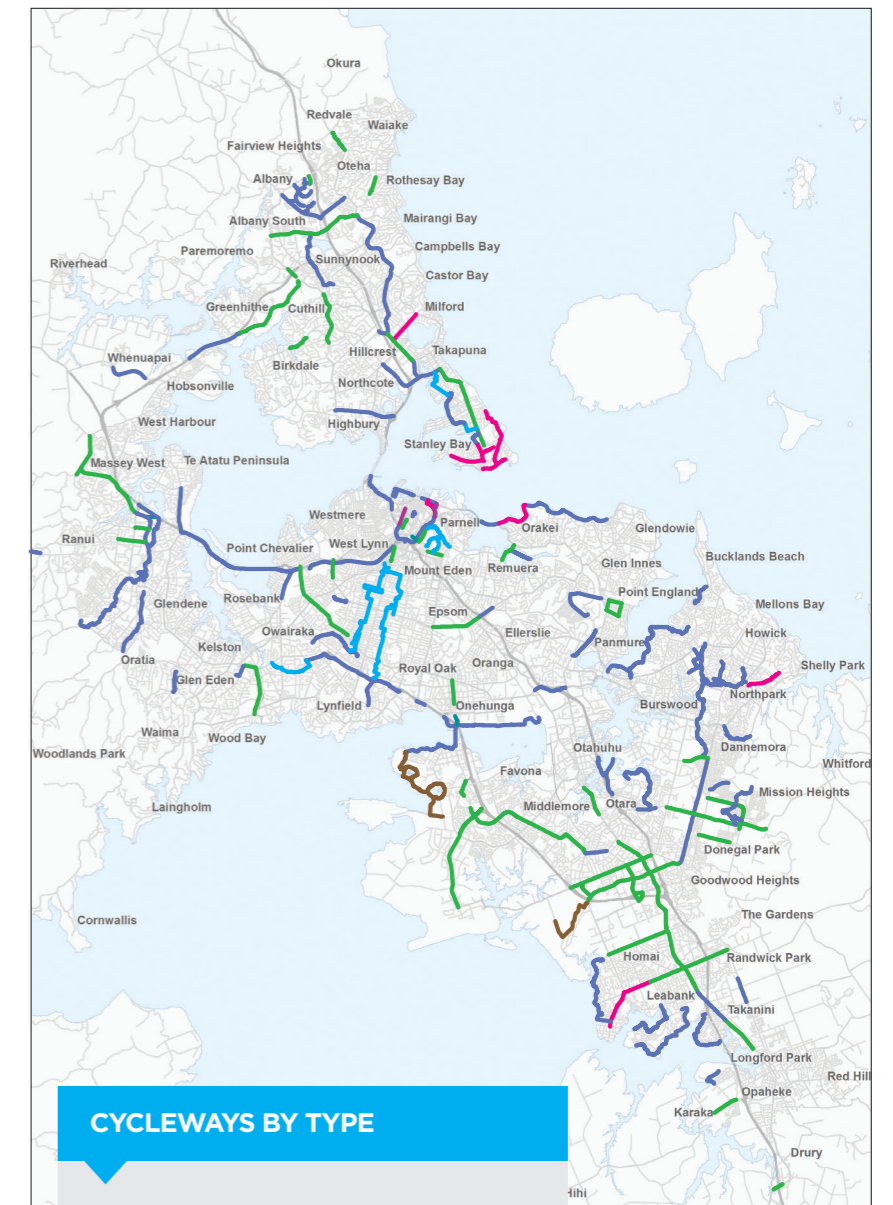 Okura
Redvale
Waiake
Fairview Heights
Oteha
Albany
Rothesay Bay
Albany South
Mairangi Bay
Paremoremo
Sunnynook
Campbells Bay
Riverhead
Castor Bay
Greenhithe
Cuthill
Milford
Whenuapai
Hillcrest
Takapuna
Birkdale
Hobsonville
Northcote
West Harbour
Highbury
Stanley Bay
Massey West
Te Atatu Peninsula
Westmere
Parnell
Orakei
Glendowie
Ranui
Point Chevalier
West Lynn
Bucklands Beach
Mount Eden
Remuera
Glen Innes
Point England
Glendene
Rosebank
Epsom
Mellons Bay
Owairaka
Ellerslie
Howick
Kelston
Panmure
Oratia
Royal Oak
Oranga
Shelly Park
Glen Eden
Northpark
Lynfield
Onehunga
Burswood
Waima
Wood Bay
Otahuhu
Dannemora
Woodlands Park
Whitford
Favona
Mission Heights
Laingholm
Middlemore
Otara
Donegal Park
Goodwood Heights
Cornwallis
The Gardens
Homai
Randwick Park
Leabank
Takanini
Longford Park
Red Hill
Opaheke
Karaka
CYCLEWAYS BY TYPE
Drury
Hihi